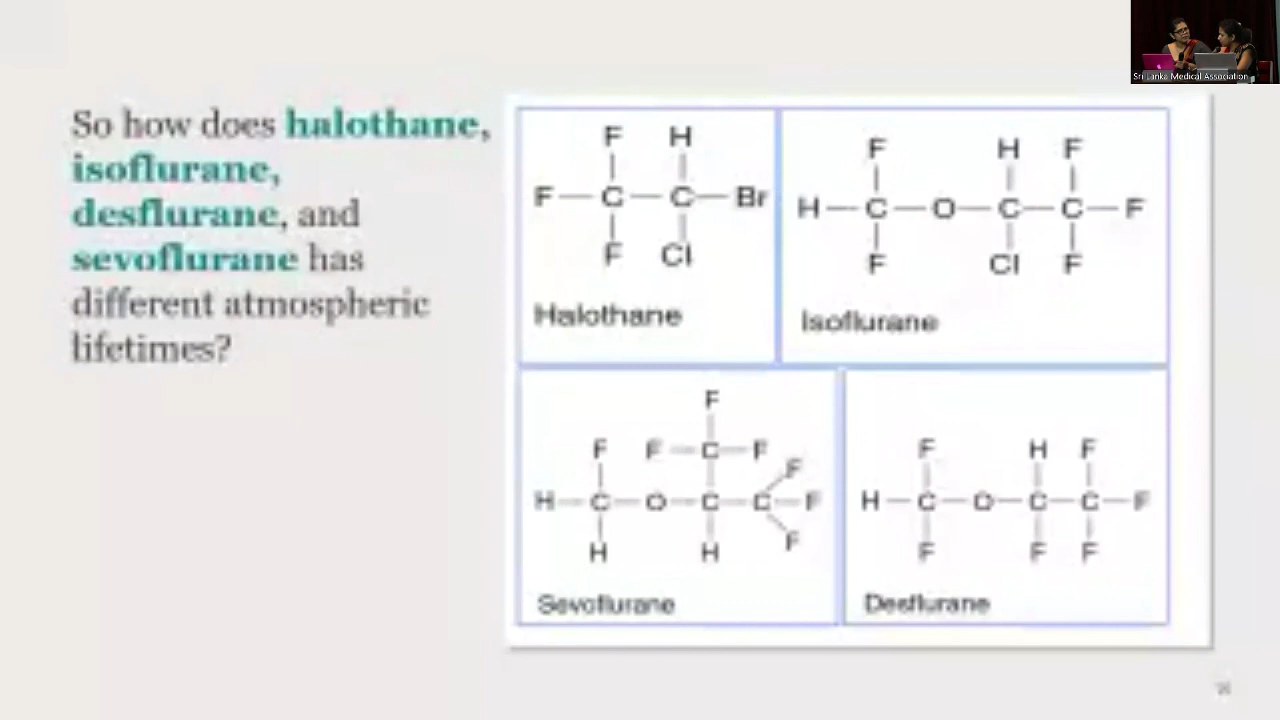 Sri Lanka Medical Association
So how does halothane,
isoflurane,
desflurane, and
sevoflurane has
different atmospheric
lifetimes?
F H
F C C Br
F Cl
Halothane
F H F
H C O C C F
F Cl F
Isoflurane
F
F F C F
F
H C O C C F
F
H H
Sevoflurane
F H F
H C O C C F
F F F
Desflurane